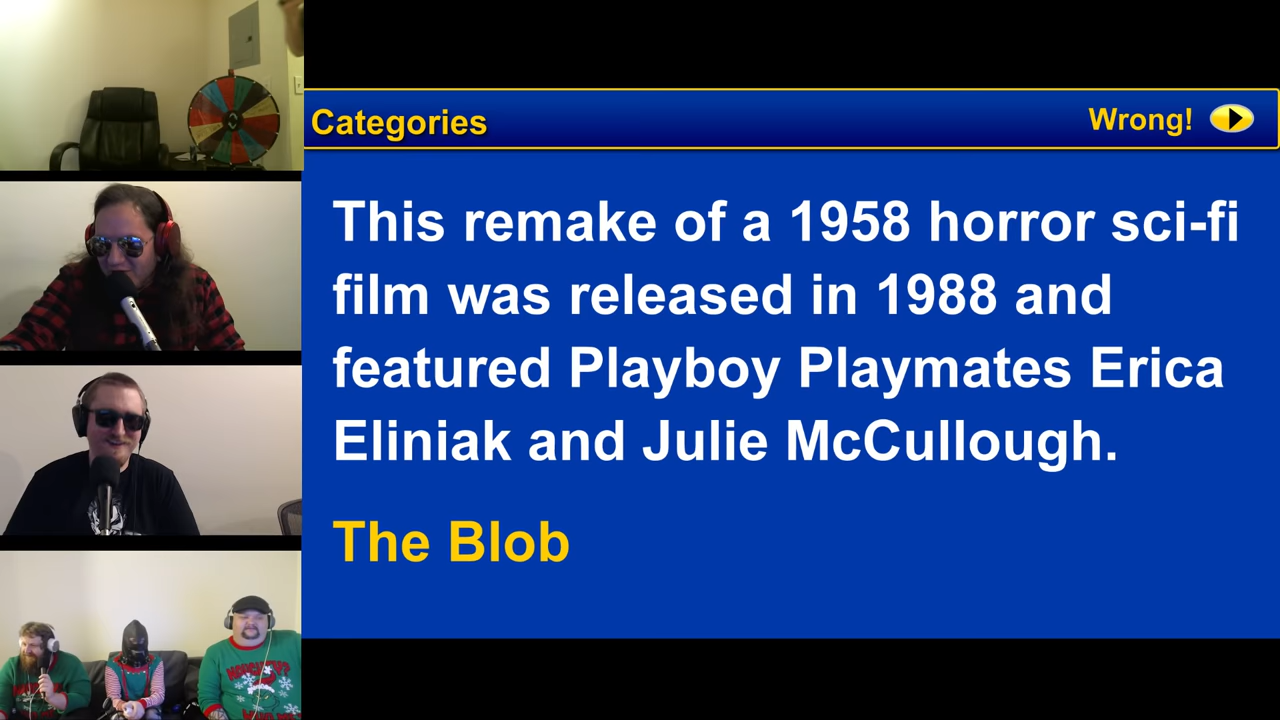 Categories
Wrong!
This remake of a 1958 horror sci-fi
film was released in 1988 and
featured Playboy Playmates Erica
Eliniak and Julie McCullough.
The Blob